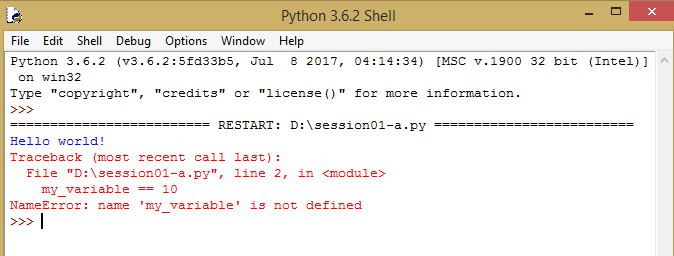 Python 3.6.2 Shell
File Edit Shell Debug Options Window Help
Python 3.6.2 (v3.6.2:5fd33b5, Jul  8 2017, 04:14:34) [MSC v.1900 32 bit (Intel)]
 on win32
Type "copyright", "credits" or "license()" for more information.
>>>
========================= RESTART: D:\session01-a.py =========================
Hello world!
Traceback (most recent call last):
  File "D:\session01-a.py", line 2, in <module>
    my_variable == 10
NameError: name 'my_variable' is not defined
>>>